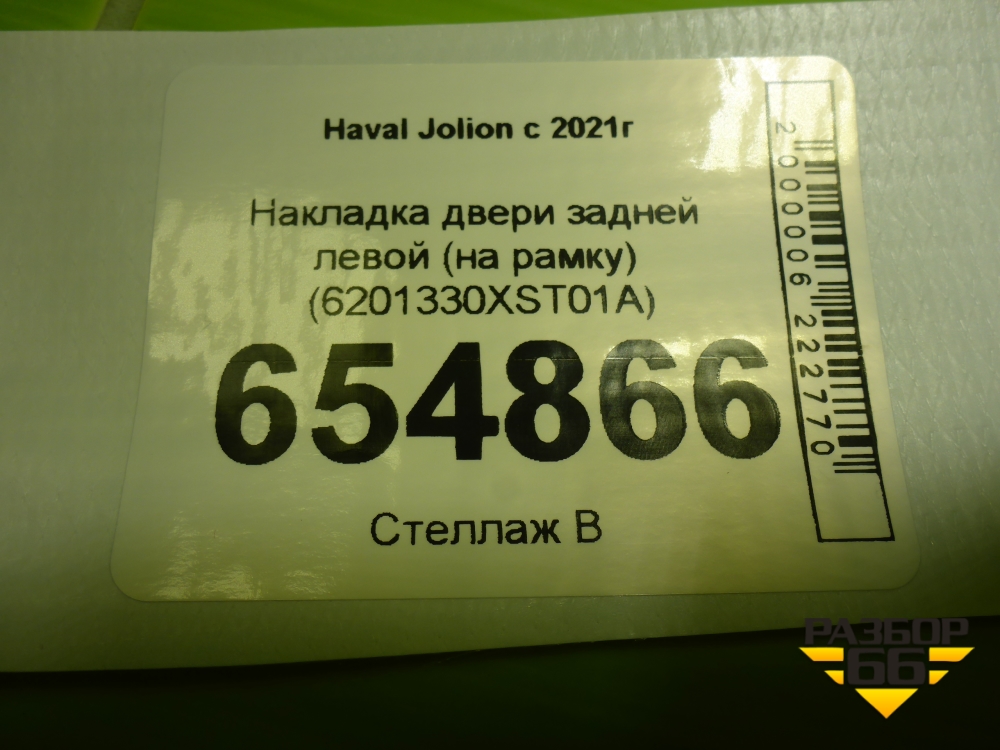 Haval Jolion с 2021г
Накладка двери задней
левой (на рамку)
(6201330XST01A)
654866
Стеллаж В
2000006222770
РАЗБОР
66